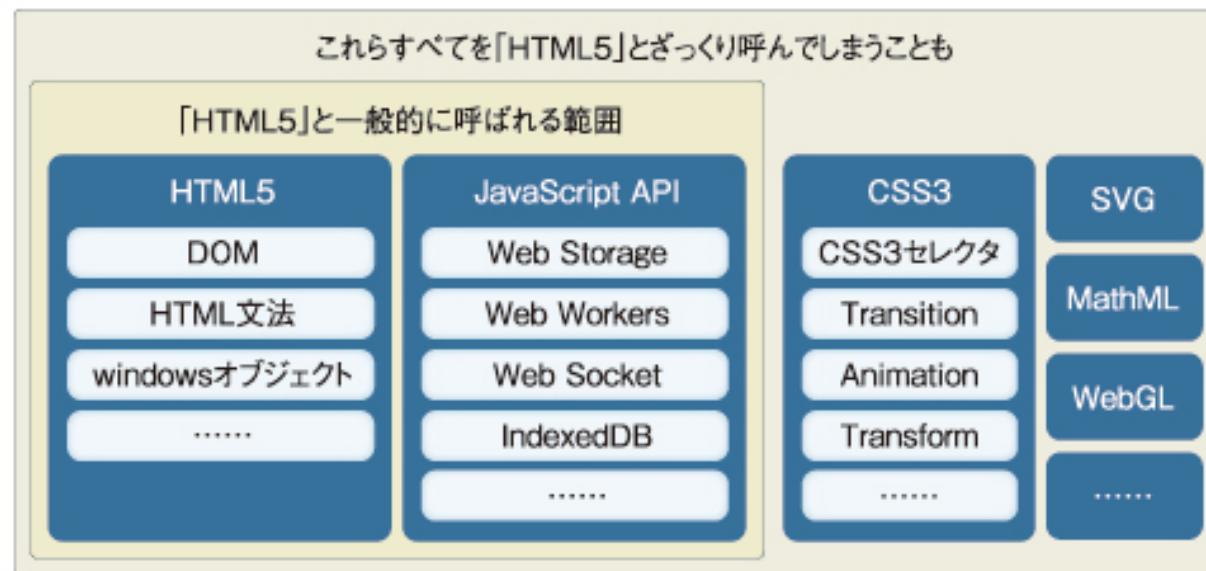 これらすべてを「HTML5」とざっくり呼んでしまうことも
「HTML5」と一般的に呼ばれる範囲
HTML5
DOM
HTML文法
windowsオブジェクト
……
JavaScript API
Web Storage
Web Workers
Web Socket
IndexedDB
……
CSS3
CSS3セレクタ
Transition
Animation
Transform
……
SVG
MathML
WebGL
……